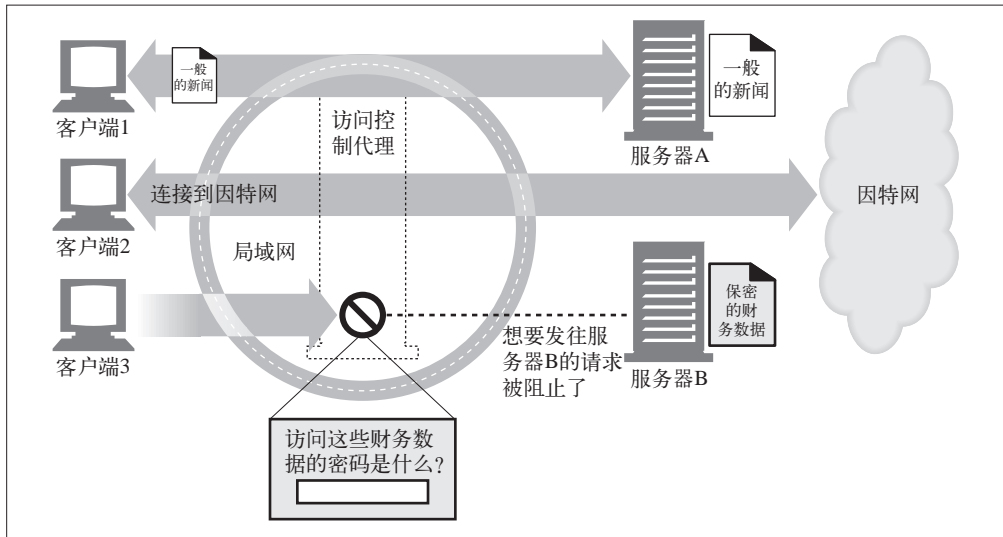 客户端1
一般
的新闻
访问控
制代理
服务器A
一般
的新闻
客户端2
连接到因特网
因特网
局域网
客户端3
想要发往服
务器B的请求
被阻止了
服务器B
保密
的财
务数据
访问这些财务数
据的密码是什么?